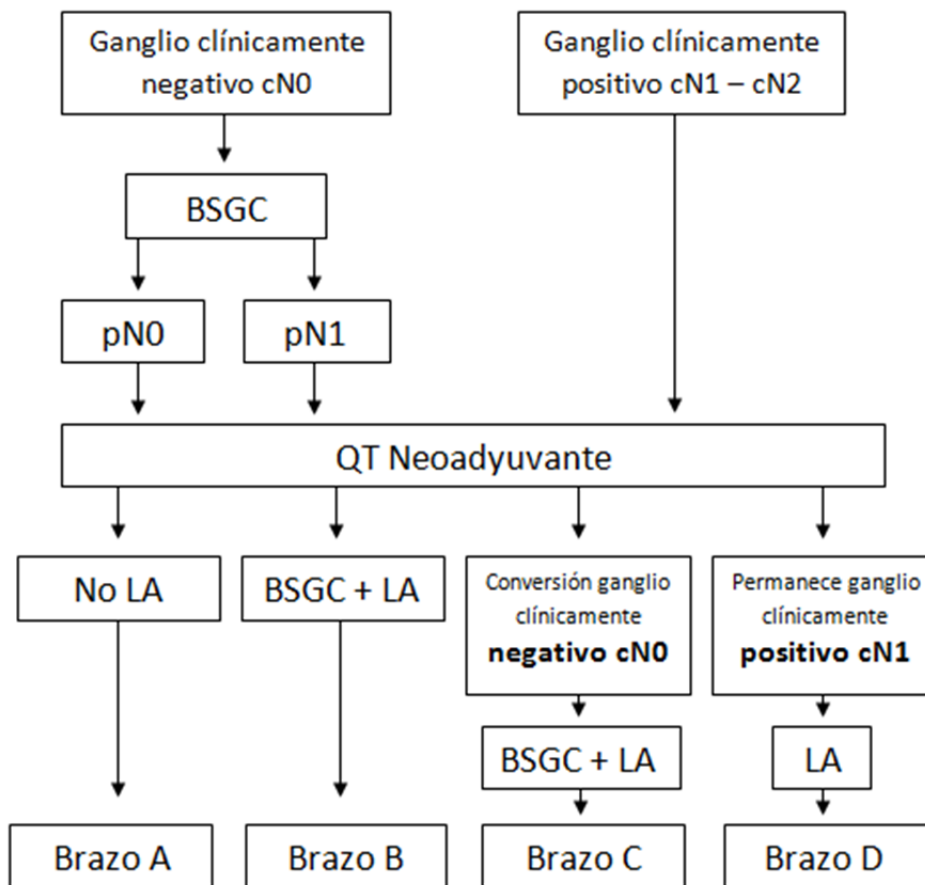 Ganglio clínicamente
negativo cN0
Ganglio clínicamente
positivo cN1 – cN2
BSGC
pN0
pN1
QT Neoadyuvante
No LA
BSGC + LA
Conversión ganglio
clínicamente
negativo cN0
Permanece ganglio
clínicamente
positivo cN1
BSGC + LA
LA
Brazo A
Brazo B
Brazo C
Brazo D